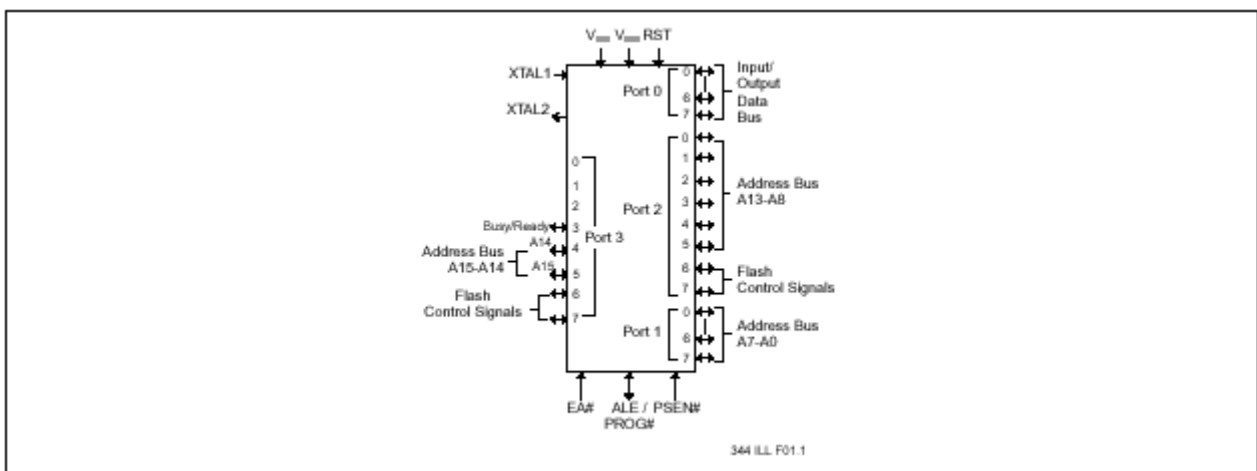 V V RST
XTAL1
XTAL2
Port 0
0
6
7
Input/
Output
Data
Bus
Port 3
0
1
2
3
4
5
6
7
Busy/Ready
A14
A15
Address Bus
A15-A14
Flash
Control Signals
Port 2
0
1
2
3
4
5
6
7
Address Bus
A13-A8
Flash
Control Signals
Port 1
0
6
7
Address Bus
A7-A0
EA# ALE / PSEN#
PROG#
344 ILL F01.1